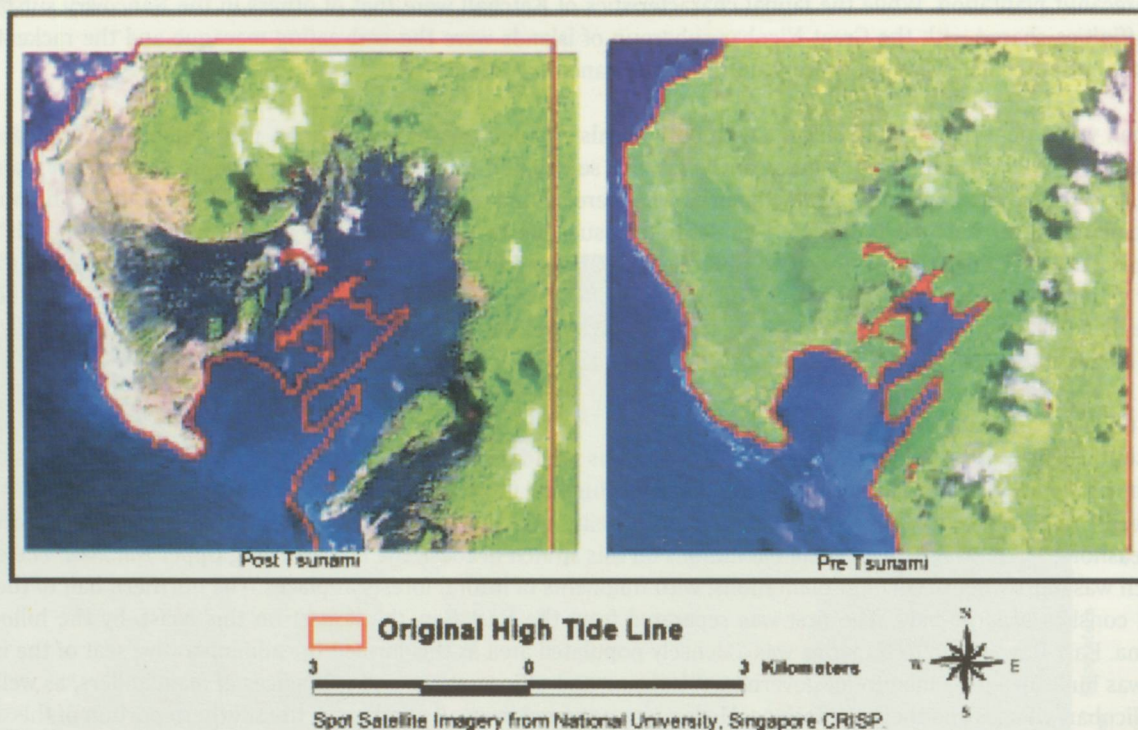 Post Tsunami
Pre Tsunami
Original High Tide Line
3 0 3 Kilometers
N
W E
S
Spot Satellite Imagery from National University, Singapore CRISP.